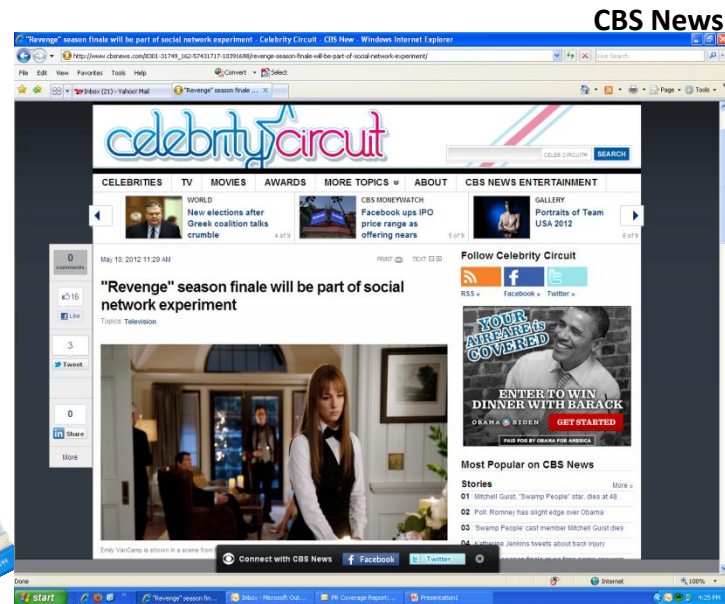 CBS News
"Revenge" season finale will be part of social network experiment - Celebrity Circuit - CBS New - Windows Internet Explorer
http://www.cbsnews.com/8301-31749_162-57431717-10391698/revenge-season-finale-will-be-part-of-social-network-experiment/
Live Search
File Edit View Favorites Tools Help
Convert Select
Inbox (21) - Yahoo! Mail
"Revenge" season finale ...
Page Tools
celebrity circuit
CELEB CIRCUIT
SEARCH
CELEBRITIES TV MOVIES AWARDS MORE TOPICS ABOUT CBS NEWS ENTERTAINMENT
WORLD
New elections after
Greek coalition talks
crumble
4 of 9
CBS MONEYWATCH
Facebook ups IPO
price range as
offering nears
5 of 9
GALLERY
Portraits of Team
USA 2012
6 of 9
0
comments
16
Like
3
Tweet
0
Share
More
May 10, 2012 11:29 AM
PRINT TEXT
"Revenge" season finale will be part of social
network experiment
Topics Television
Follow Celebrity Circuit
RSS » Facebook » Twitter »
YOUR
AIRFARE is
COVERED
ENTER TO WIN
DINNER WITH BARACK
OBAMA BIDEN
GET STARTED
PAID FOR BY OBAMA FOR AMERICA
Most Popular on CBS News
Stories More »
01 Mitchell Guist, "Swamp People" star, dies at 48
02 Poll: Romney has slight edge over Obama
03 "Swamp People" cast member Mitchell Guist dies
04 Katherine Jenkins tweets about back injury
Emily VanCamp is shown in a scene from
Connect with CBS News Facebook Twitter
Done
Internet
100%
start
"Revenge" season fin...
Inbox - Microsoft Out...
PR Coverage Report:...
Presentation1
4:25 PM